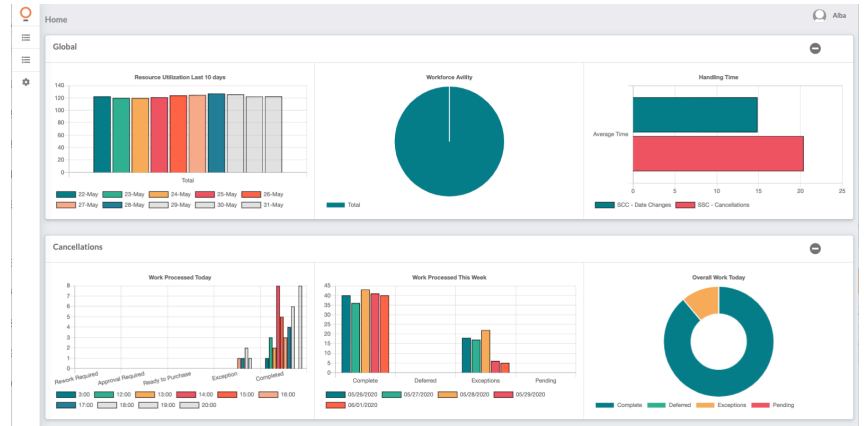 Home
Alba
Global
Resource Utilization Last 10 days
140
120
100
80
60
40
20
0
Total
22-May 23-May 24-May 25-May 26-May
27-May 28-May 29-May 30-May 31-May
Workforce Avility
Total
Handling Time
Average Time
0 5 10 15 20 25
SCC - Date Changes SSC - Cancellations
Cancellations
Work Processed Today
8
7
6
5
4
3
2
1
0
Rework Required Approval Required Ready to Purchase Exception Completed
3:00 12:00 13:00 14:00 15:00 16:00
17:00 18:00 19:00 20:00
Work Processed This Week
45
40
35
30
25
20
15
10
5
0
Complete Deferred Exceptions Pending
05/26/2020 05/27/2020 05/28/2020 05/29/2020
06/01/2020
Overall Work Today
Complete Deferred Exceptions Pending